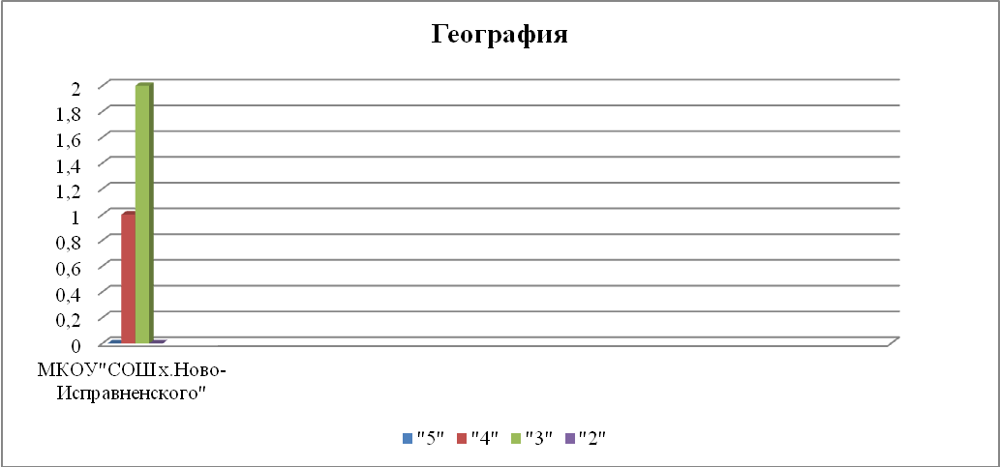 География
2
1,8
1,6
1,4
1,2
1
0,8
0,6
0,4
0,2
0
МКОУ"СОШ х.Ново-
Исправненского"
"5" "4" "3" "2"